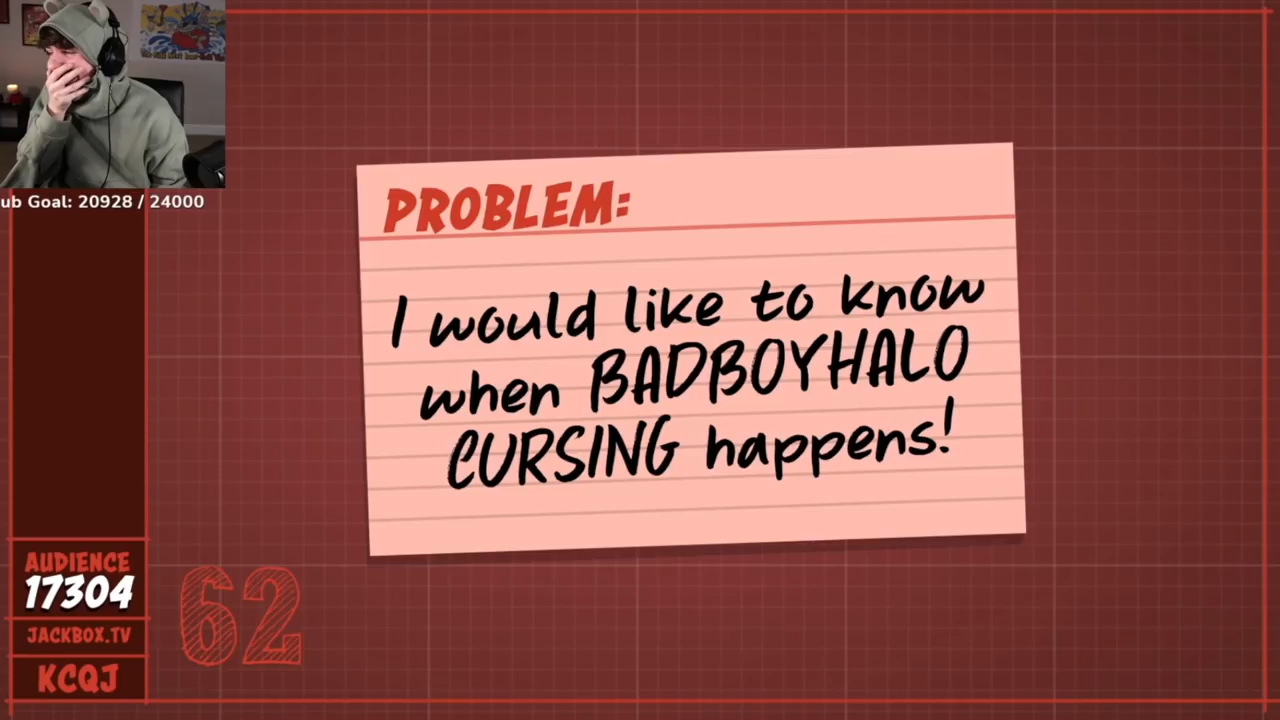 ub Goal: 20928 / 24000
PROBLEM:
I would like to know
when BADBOYHALO
CURSING happens!
AUDIENCE
17304
JACKBOX.TV
KCQJ
62